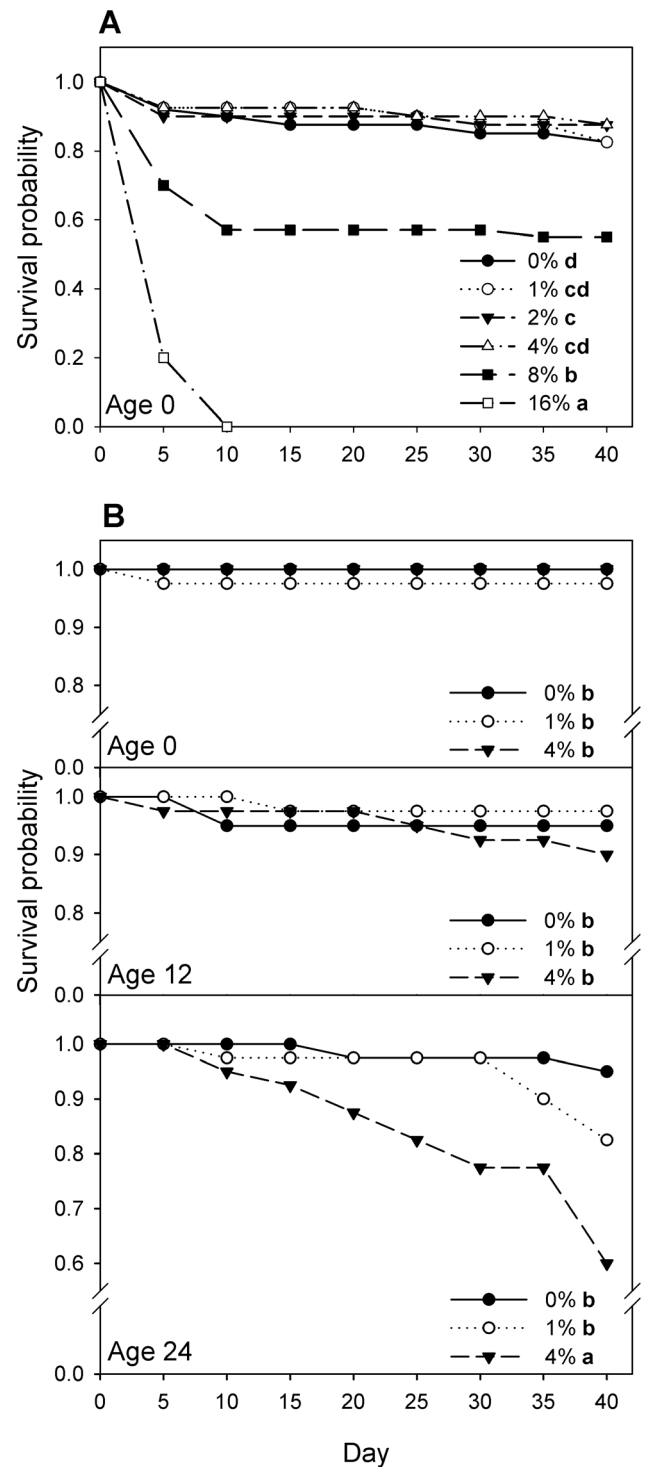 A
1.0
0.8
0.6
0.4
0.2
0.0
Survival probability
0% d
1% cd
2% c
4% cd
8% b
16% a
Age 0
0 5 10 15 20 25 30 35 40
B
1.0
0.9
0.8
0.0
0% b
1% b
4% b
Age 0
Survival probability
1.0
0.9
0.8
0.0
0% b
1% b
4% b
Age 12
1.0
0.9
0.8
0.7
0.6
0.0
0% b
1% b
4% a
Age 24
0 5 10 15 20 25 30 35 40
Day